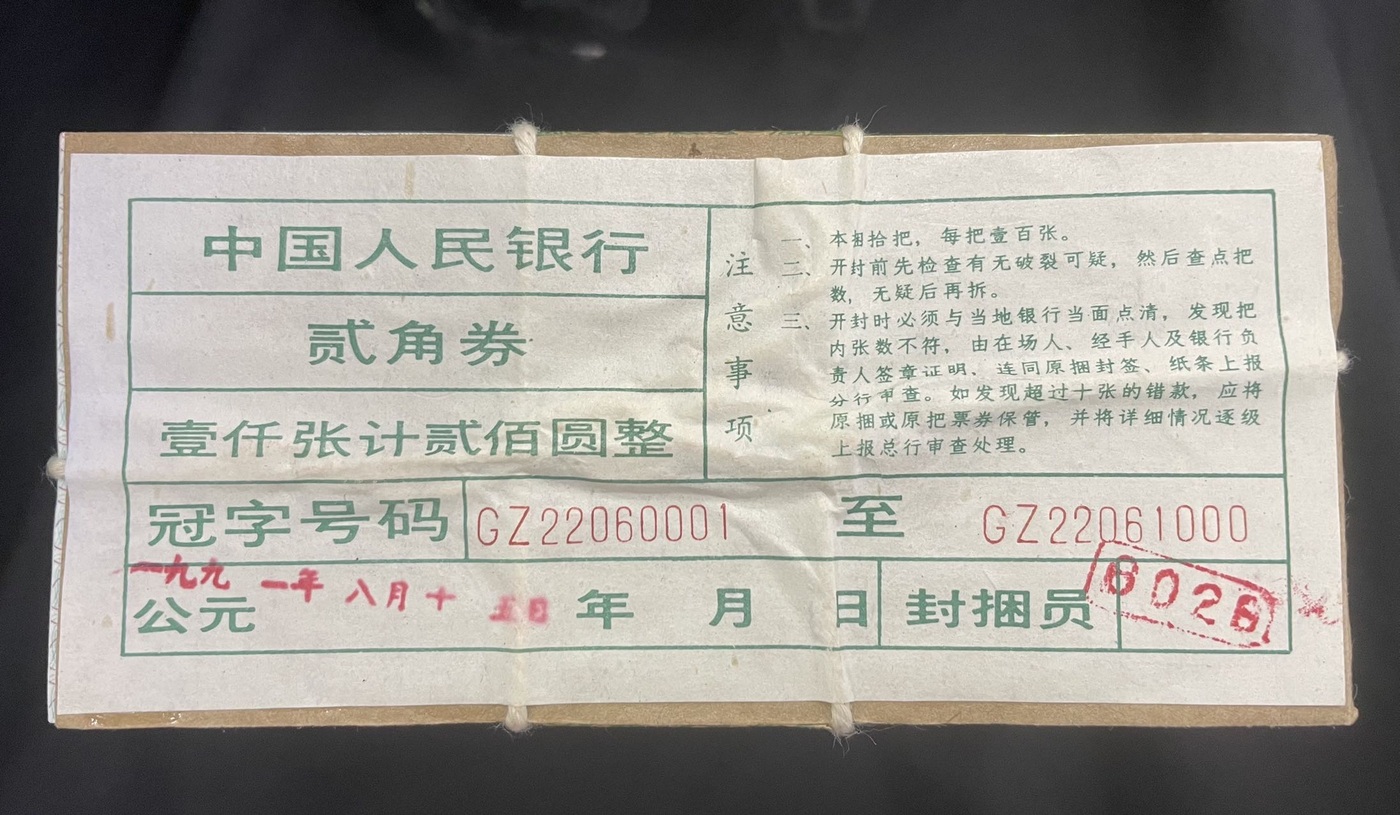 中国人民银行
贰角券
壹仟张计贰佰圆整
注意事项
一、本捆拾把，每把壹百张。
二、开封前先检查有无破裂可疑，然后查点把
数，无疑后再拆。
三、开封时必须与当地银行当面点清，发现把
内张数不符，由在场人、经手人及银行负
责人签章证明、连同原捆封签、纸条上报
分行审查。如发现超过十张的错款，应将
原捆或原把票券保管，并将详细情况逐级
上报总行审查处理。
冠字号码 GZ22060001 至 GZ22061000
一九九一年八月十五日
公元 年 月 日 封捆员